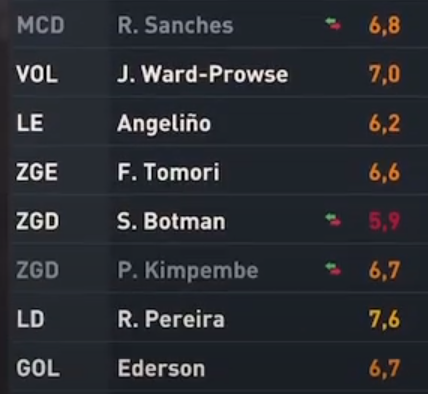 MCD R. Sanches 6,8
VOL J. Ward-Prowse 7,0
LE Angeliño 6,2
ZGE F. Tomori 6,6
ZGD S. Botman 5,9
ZGD P. Kimpembe 6,7
LD R. Pereira 7,6
GOL Ederson 6,7